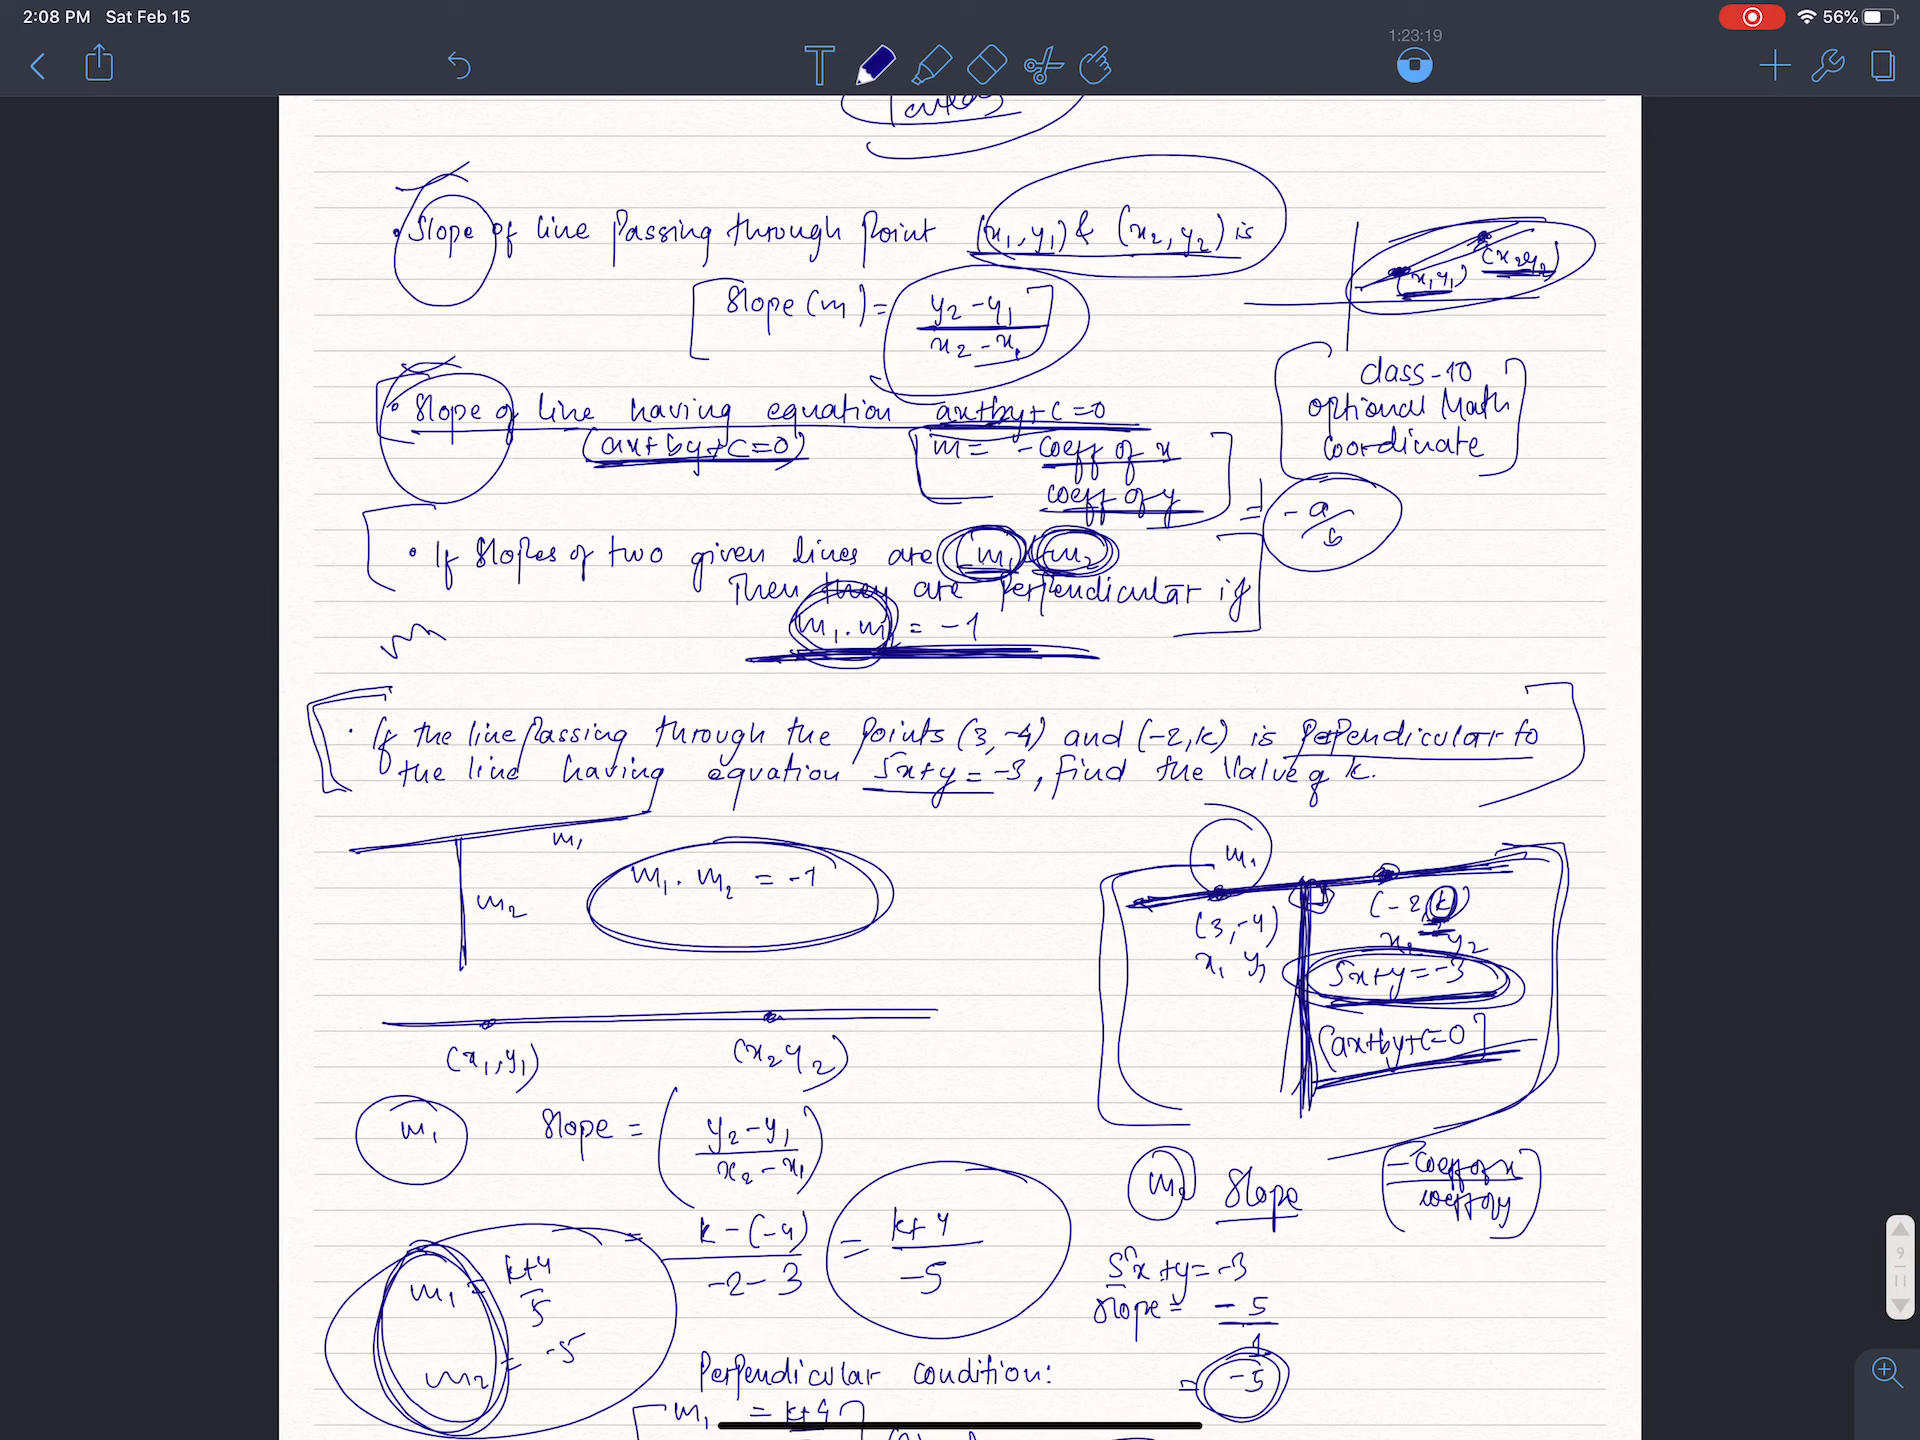 2:08 PM Sat Feb 15
56%
1:23:19
T
• Slope of line Passing through Point (x₁,y₁) & (x₂,y₂) is
(x₁,y₁) (x₂y₂)
Slope (m) = y₂-y₁
x₂-x₁
class-10
optional Math
coordinate
• Slope of line having equation ax+by+c=0
(ax+by+c=0)
m = -coeff of x
coeff of y
= -a/b
• If Slopes of two given lines are m₁ m₂
Then they are perpendicular if
m₁.m₂ = -1
• If the line Passing through the Points (3,-4) and (-2,k) is Perpendicular to
the line having equation 5x+y=-3, find the Value of k.
m₁
m₂
m₁.m₂ = -1
m₁
(3,-4) (-2,k)
x₁ y₁ x₂ y₂
5x+y=-3
(ax+by+c=0)
(x₁,y₁) (x₂y₂)
m₁ Slope = (y₂-y₁
x₂-x₁)
= k-(-4)
-2-3
= k+4
-5
m₂ Slope (-coeff of x
coeff of y)
5x+y=-3
slope = -5
1
= -5
m₁ = k+4
5
m₂ = -5
Perpendicular condition:
m₁ = k+4
9
11